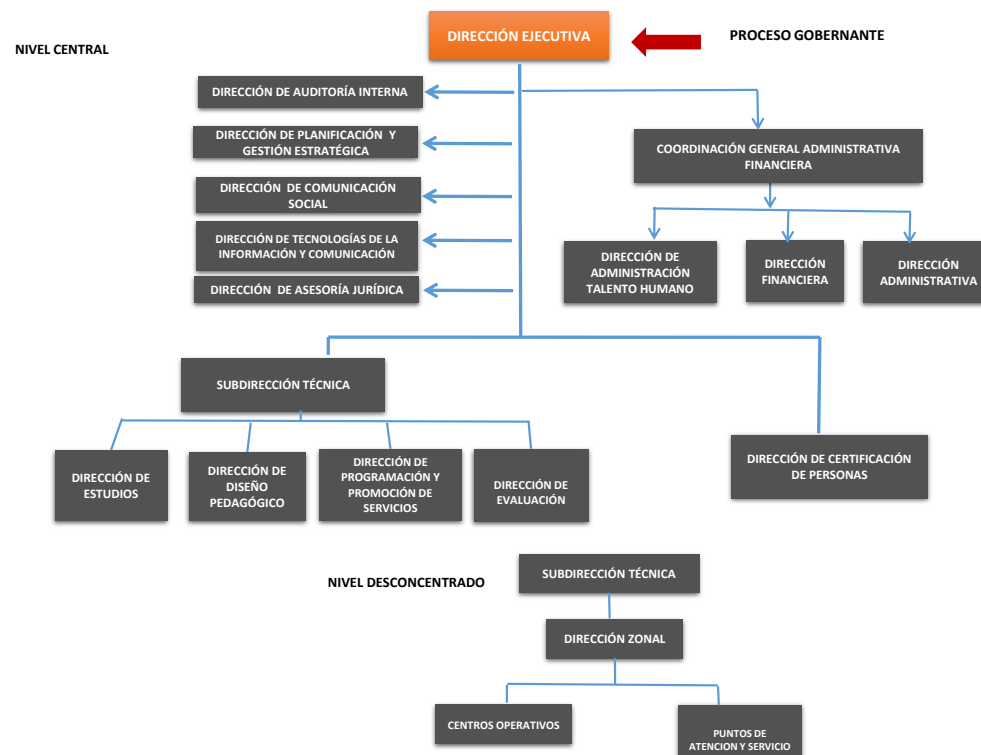 NIVEL CENTRAL
DIRECCIÓN EJECUTIVA
PROCESO GOBERNANTE
DIRECCIÓN DE AUDITORÍA INTERNA
DIRECCIÓN DE PLANIFICACIÓN Y
GESTIÓN ESTRATÉGICA
DIRECCIÓN DE COMUNICACIÓN
SOCIAL
DIRECCIÓN DE TECNOLOGÍAS DE LA
INFORMACIÓN Y COMUNICACIÓN
DIRECCIÓN DE ASESORÍA JURÍDICA
COORDINACIÓN GENERAL ADMINISTRATIVA
FINANCIERA
DIRECCIÓN DE
ADMINISTRACIÓN
TALENTO HUMANO
DIRECCIÓN
FINANCIERA
DIRECCIÓN
ADMINISTRATIVA
SUBDIRECCIÓN TÉCNICA
DIRECCIÓN DE
ESTUDIOS
DIRECCIÓN DE
DISEÑO
PEDAGÓGICO
DIRECCIÓN DE
PROGRAMACIÓN Y
PROMOCIÓN DE
SERVICIOS
DIRECCIÓN DE
EVALUACIÓN
DIRECCIÓN DE CERTIFICACIÓN
DE PERSONAS
NIVEL DESCONCENTRADO
SUBDIRECCIÓN TÉCNICA
DIRECCIÓN ZONAL
CENTROS OPERATIVOS
PUNTOS DE
ATENCION Y SERVICIO